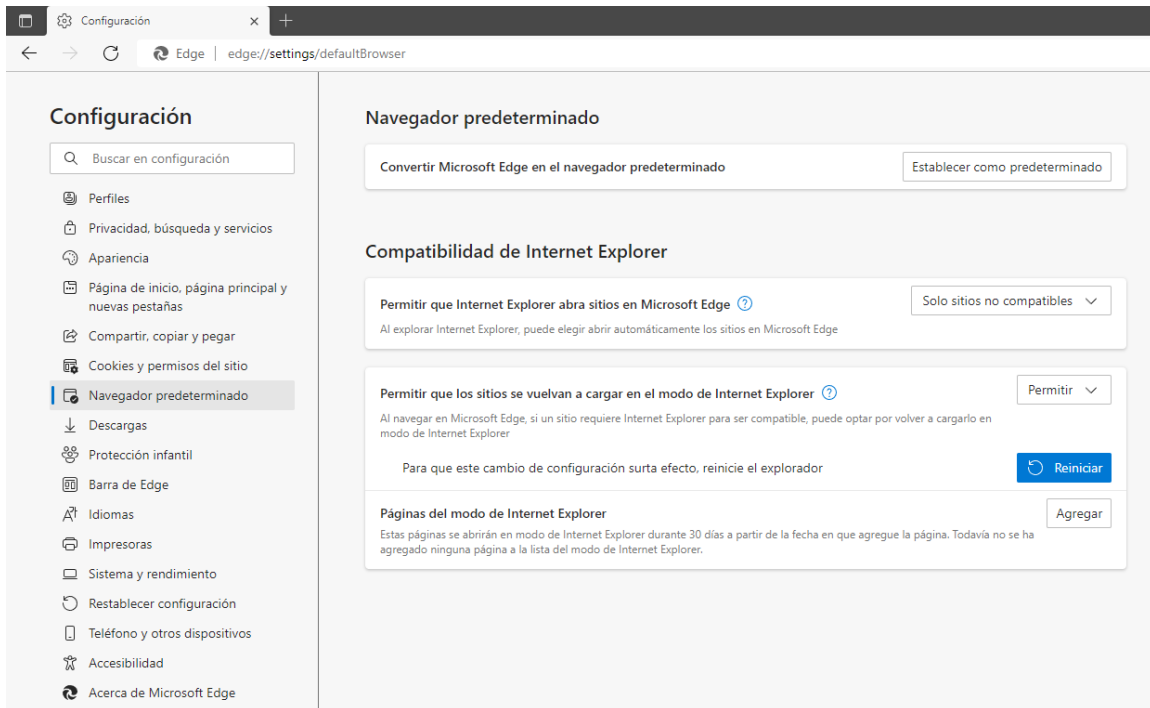 Configuración
Edge | edge://settings/defaultBrowser
Configuración
Buscar en configuración
Perfiles
Privacidad, búsqueda y servicios
Apariencia
Página de inicio, página principal y
nuevas pestañas
Compartir, copiar y pegar
Cookies y permisos del sitio
Navegador predeterminado
Descargas
Protección infantil
Barra de Edge
Idiomas
Impresoras
Sistema y rendimiento
Restablecer configuración
Teléfono y otros dispositivos
Accesibilidad
Acerca de Microsoft Edge
Navegador predeterminado
Convertir Microsoft Edge en el navegador predeterminado
Establecer como predeterminado
Compatibilidad de Internet Explorer
Permitir que Internet Explorer abra sitios en Microsoft Edge
Solo sitios no compatibles
Al explorar Internet Explorer, puede elegir abrir automáticamente los sitios en Microsoft Edge
Permitir que los sitios se vuelvan a cargar en el modo de Internet Explorer
Permitir
Al navegar en Microsoft Edge, si un sitio requiere Internet Explorer para ser compatible, puede optar por volver a cargarlo en
modo de Internet Explorer
Para que este cambio de configuración surta efecto, reinicie el explorador
Reiniciar
Páginas del modo de Internet Explorer
Agregar
Estas páginas se abrirán en modo de Internet Explorer durante 30 días a partir de la fecha en que agregue la página. Todavía no se ha
agregado ninguna página a la lista del modo de Internet Explorer.